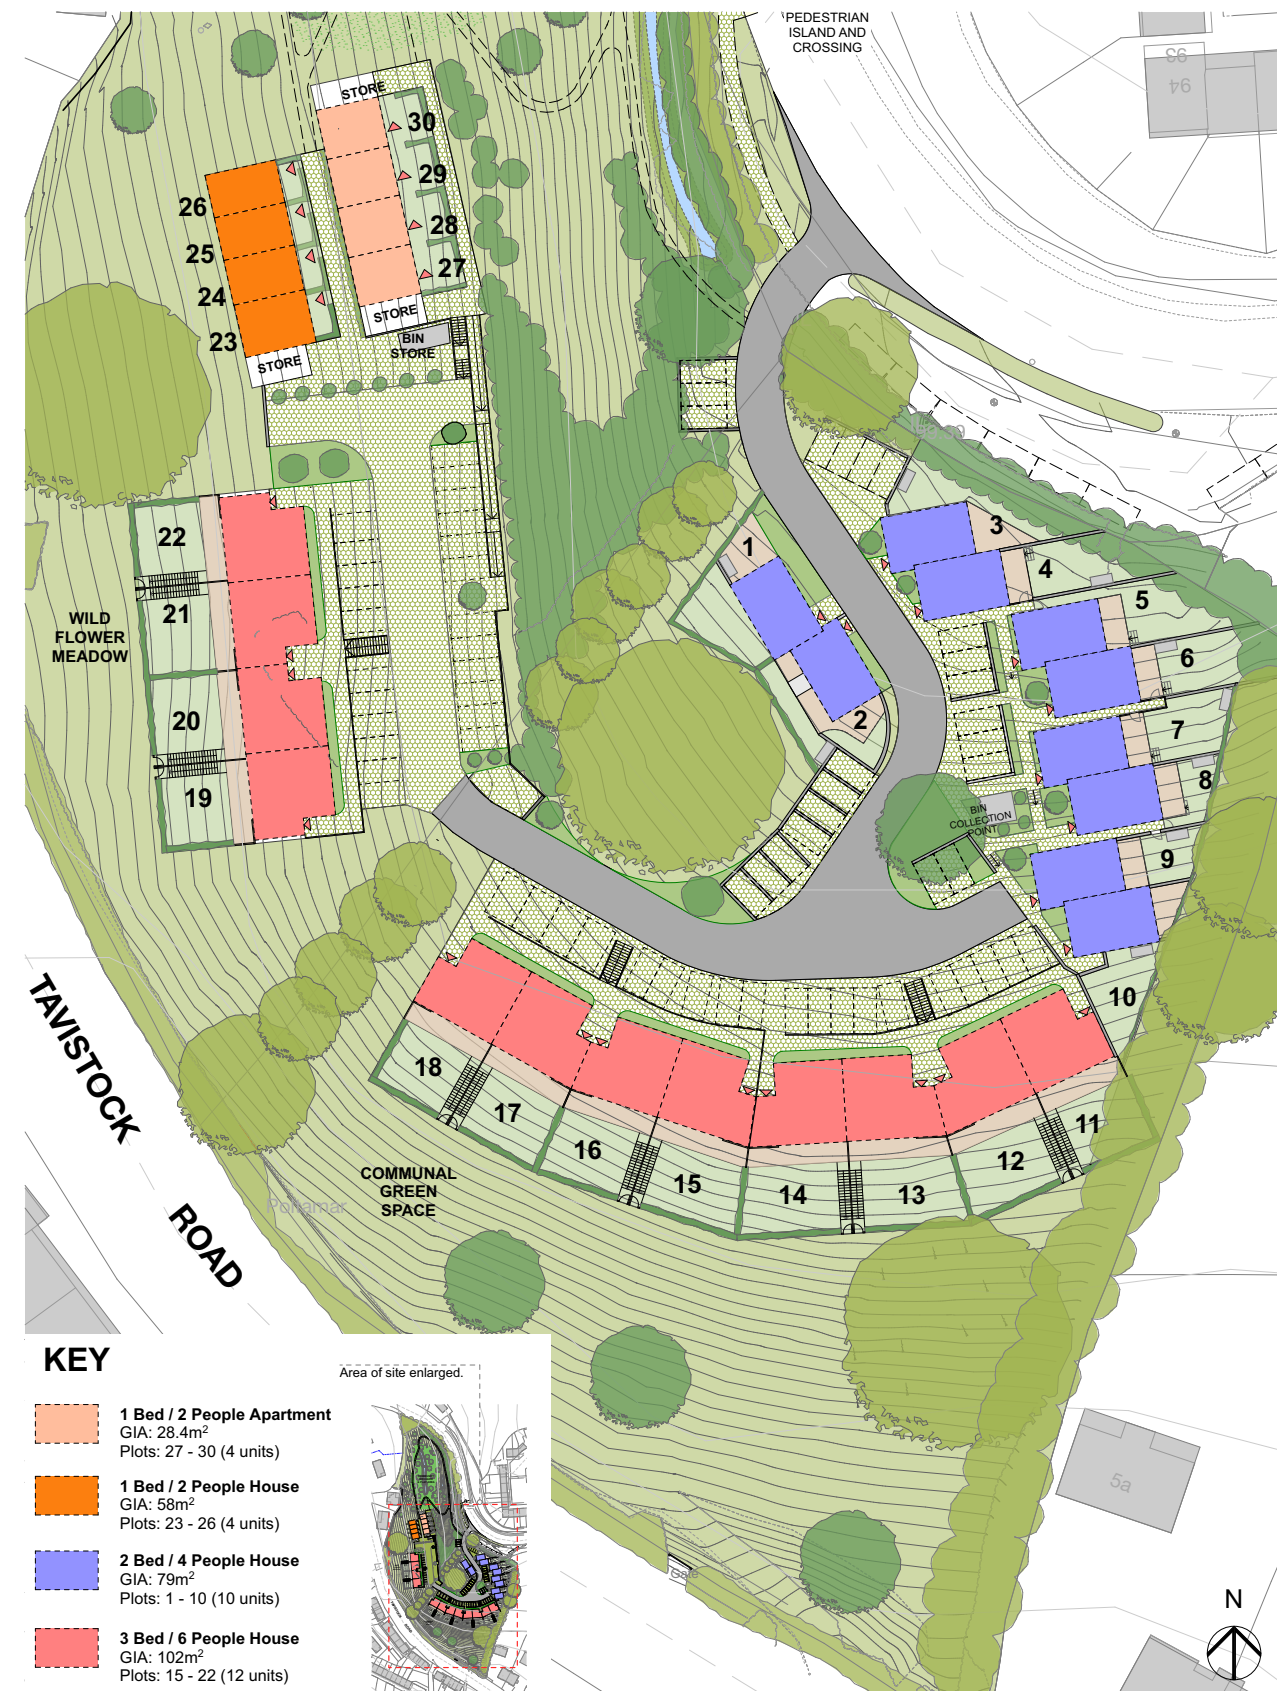 PEDESTRIAN
ISLAND AND
CROSSING
93
94
STORE
30
29
28
27
26
25
24
23
STORE
STORE
BIN
STORE
22
21
20
19
WILD
FLOWER
MEADOW
1
2
3
4
5
6
7
8
9
10
BIN
COLLECTION
POINT
18
17
16
15
14
13
12
11
COMMUNAL
GREEN
SPACE
TAVISTOCK
ROAD
5a
Gate
N
KEY
Area of site enlarged.
1 Bed / 2 People Apartment
GIA: 28.4m²
Plots: 27 - 30 (4 units)
1 Bed / 2 People House
GIA: 58m²
Plots: 23 - 26 (4 units)
2 Bed / 4 People House
GIA: 79m²
Plots: 1 - 10 (10 units)
3 Bed / 6 People House
GIA: 102m²
Plots: 15 - 22 (12 units)